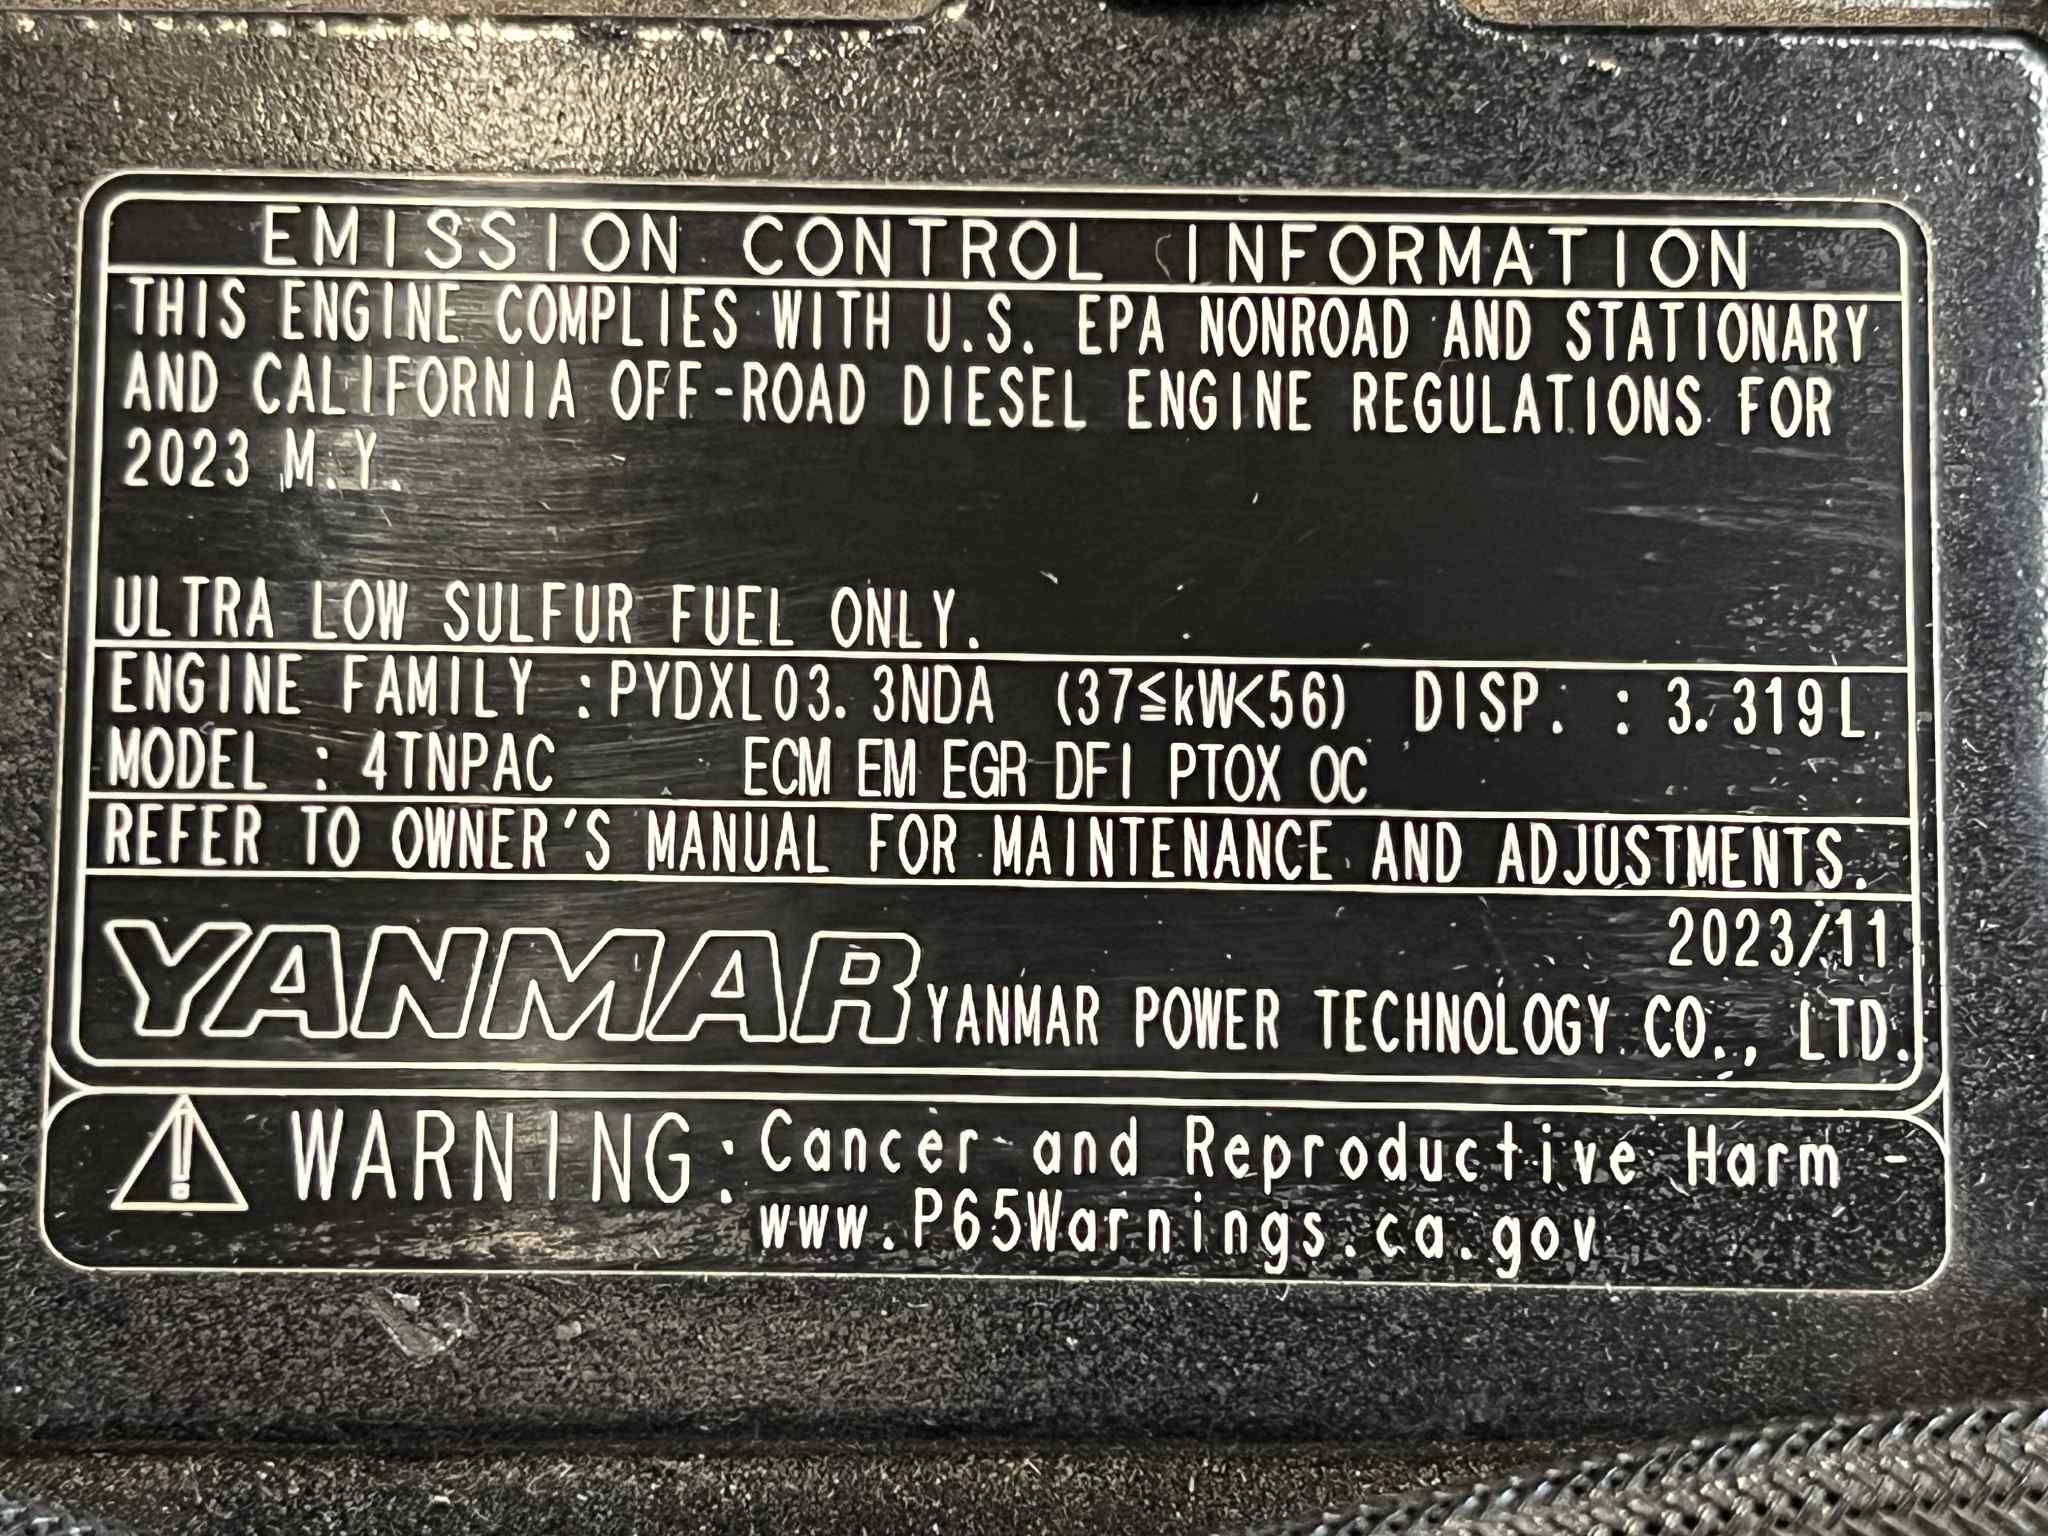 EMISSION CONTROL INFORMATION
THIS ENGINE COMPLIES WITH U.S. EPA NONROAD AND STATIONARY
AND CALIFORNIA OFF-ROAD DIESEL ENGINE REGULATIONS FOR
2023 M.Y.
ULTRA LOW SULFUR FUEL ONLY.
ENGINE FAMILY :PYDXL03.3NDA (37≦kW<56) DISP. : 3.319L
MODEL : 4TNPAC ECM EM EGR DFI PTOX OC
REFER TO OWNER'S MANUAL FOR MAINTENANCE AND ADJUSTMENTS.
2023/11
YANMAR YANMAR POWER TECHNOLOGY CO., LTD.
WARNING: Cancer and Reproductive Harm -
www.P65Warnings.ca.gov